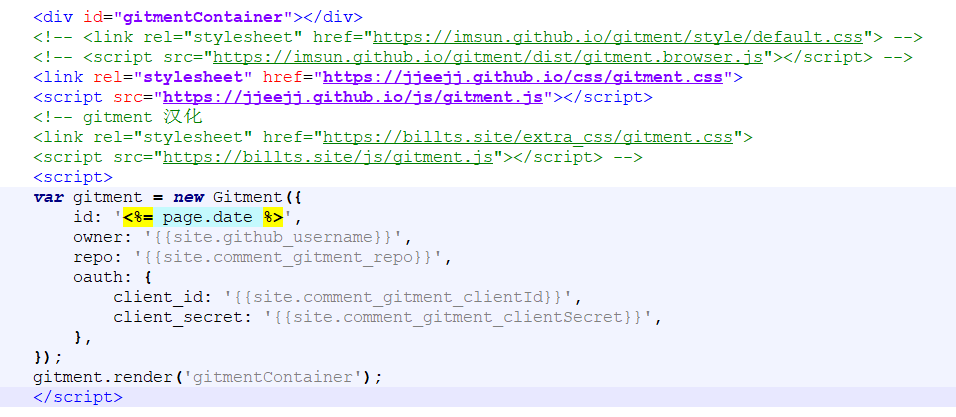 <div id="gitmentContainer"></div>
<!-- <link rel="stylesheet" href="https://imsun.github.io/gitment/style/default.css"> -->
<!-- <script src="https://imsun.github.io/gitment/dist/gitment.browser.js"></script> -->
<link rel="stylesheet" href="https://jjeejj.github.io/css/gitment.css">
<script src="https://jjeejj.github.io/js/gitment.js"></script>
<!-- gitment 汉化
<link rel="stylesheet" href="https://billts.site/extra_css/gitment.css">
<script src="https://billts.site/js/gitment.js"></script> -->
<script>
var gitment = new Gitment({
    id: '<%= page.date %>',
    owner: '{{site.github_username}}',
    repo: '{{site.comment_gitment_repo}}',
    oauth: {
        client_id: '{{site.comment_gitment_clientId}}',
        client_secret: '{{site.comment_gitment_clientSecret}}',
    },
});
gitment.render('gitmentContainer');
</script>